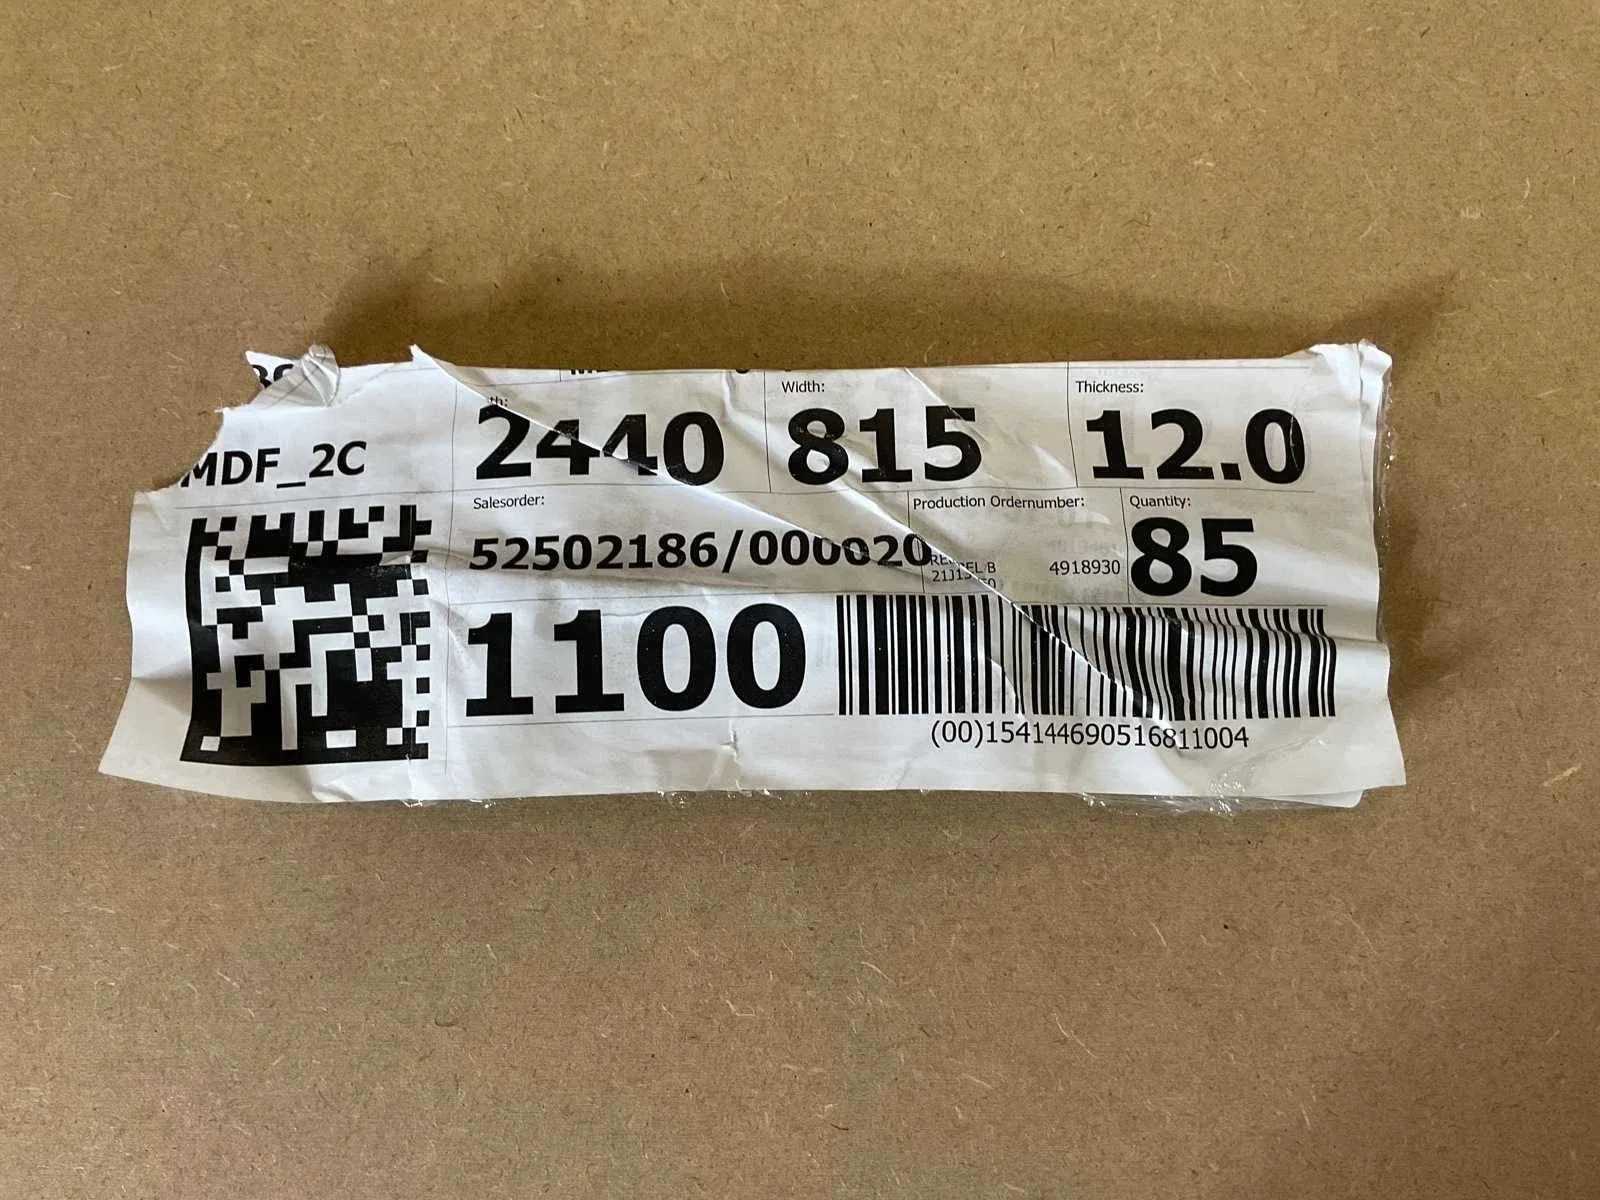 Width:
Thickness:
2440
815
12.0
MDF_2C
Salesorder:
Production Ordernumber:
Quantity:
52502186/000020
4918930
85
1100
(00)154144690516811004